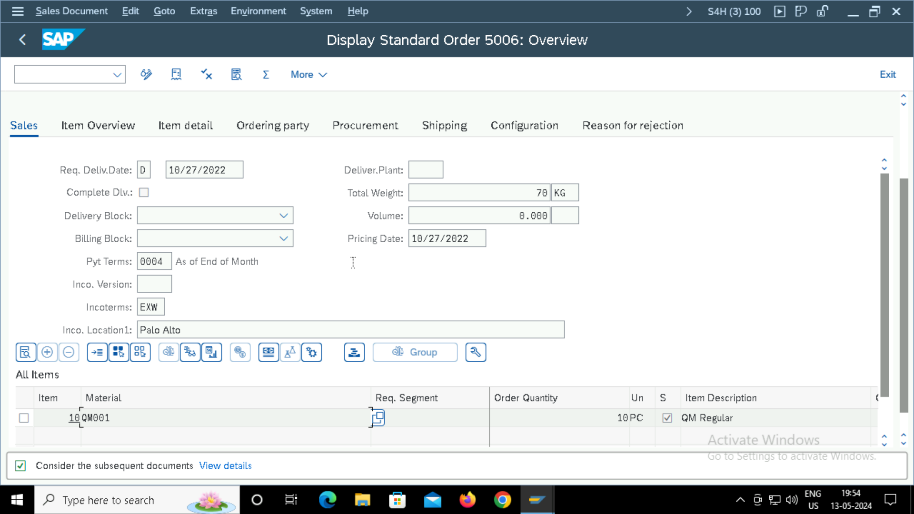 Sales Document Edit Goto Extras Environment System Help S4H (3) 100
SAP Display Standard Order 5006: Overview
More Exit
Sales Item Overview Item detail Ordering party Procurement Shipping Configuration Reason for rejection
Req. Deliv.Date: D 10/27/2022 Deliver.Plant:
Complete Dlv.: Total Weight: 70 KG
Delivery Block: Volume: 0.000
Billing Block: Pricing Date: 10/27/2022
Pyt Terms: 0004 As of End of Month
Inco. Version:
Incoterms: EXW
Inco. Location1: Palo Alto
Group
All Items
Item Material Req. Segment Order Quantity Un S Item Description
10 QM001 10 PC QM Regular
Activate Windows
Go to Settings to activate Windows.
Consider the subsequent documents View details
Type here to search ENG 19:54
US 13-05-2024